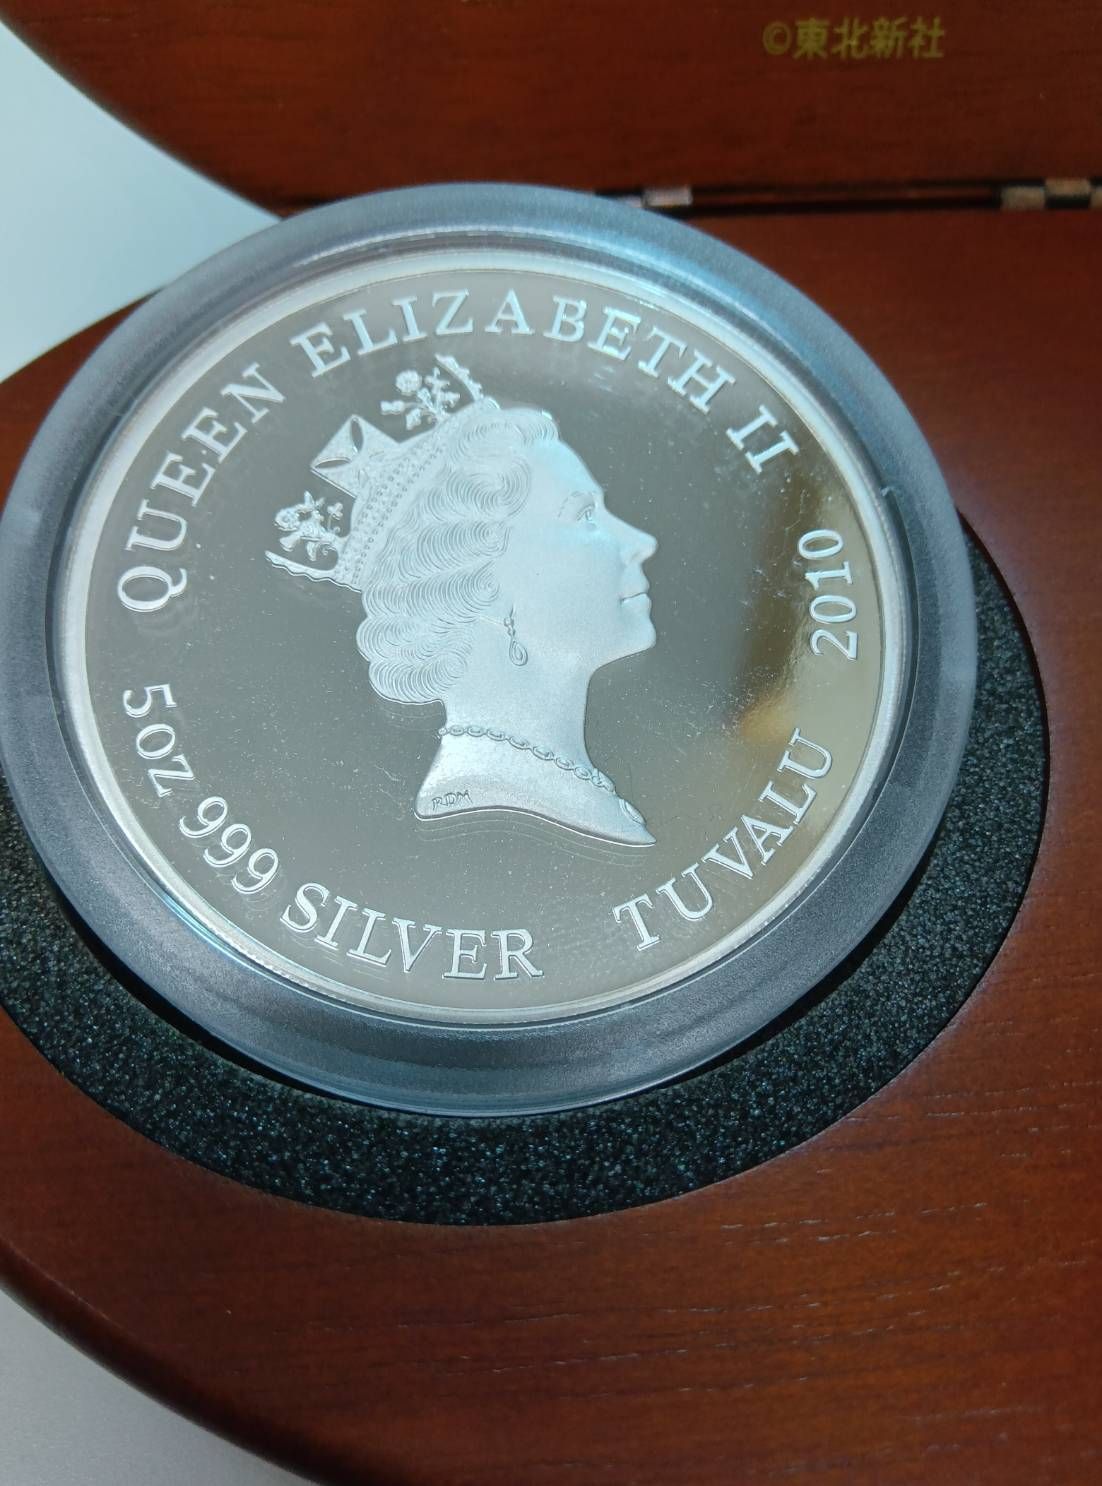 ©東北新社
QUEEN ELIZABETH II
2010
5oz 999 SILVER
TUVALU
RDM